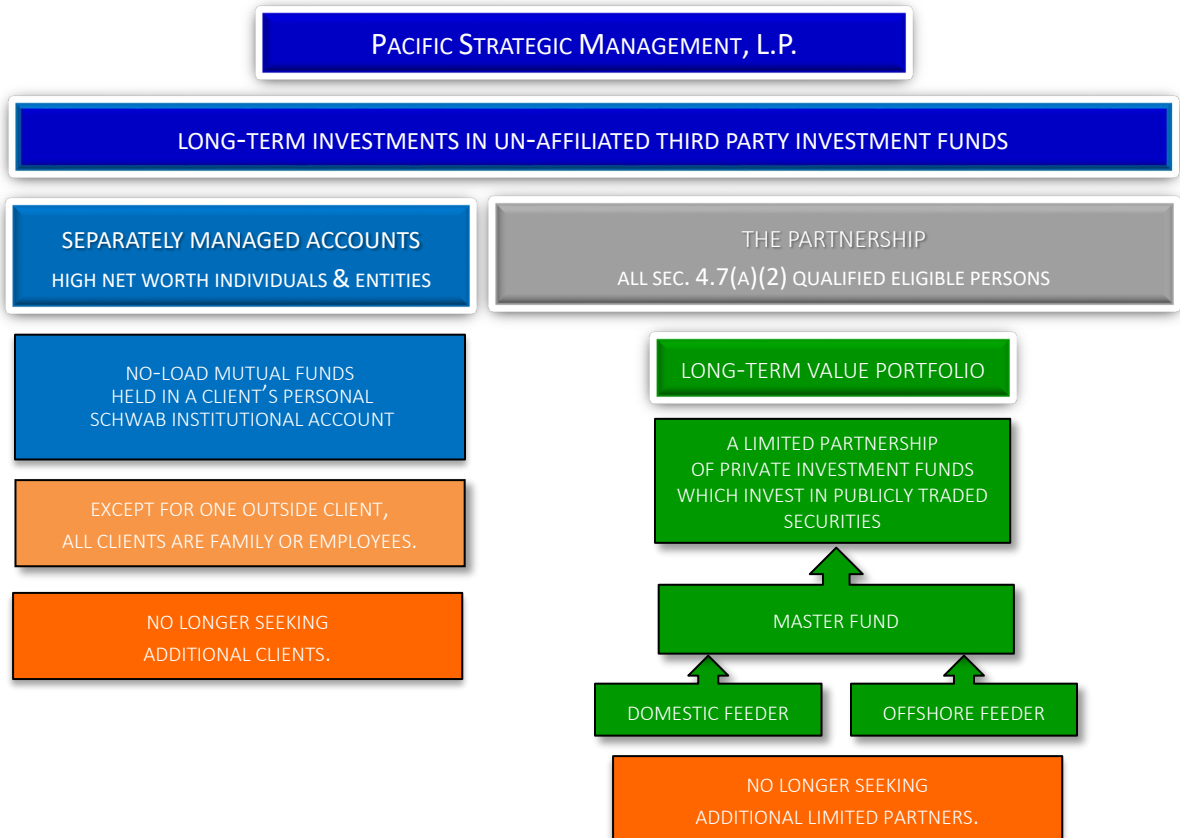 PACIFIC STRATEGIC MANAGEMENT, L.P.
LONG-TERM INVESTMENTS IN UN-AFFILIATED THIRD PARTY INVESTMENT FUNDS
SEPARATELY MANAGED ACCOUNTS
HIGH NET WORTH INDIVIDUALS & ENTITIES
THE PARTNERSHIP
ALL SEC. 4.7(A)(2) QUALIFIED ELIGIBLE PERSONS
NO-LOAD MUTUAL FUNDS
HELD IN A CLIENT'S PERSONAL
SCHWAB INSTITUTIONAL ACCOUNT
EXCEPT FOR ONE OUTSIDE CLIENT,
ALL CLIENTS ARE FAMILY OR EMPLOYEES.
NO LONGER SEEKING
ADDITIONAL CLIENTS.
LONG-TERM VALUE PORTFOLIO
A LIMITED PARTNERSHIP
OF PRIVATE INVESTMENT FUNDS
WHICH INVEST IN PUBLICLY TRADED
SECURITIES
MASTER FUND
DOMESTIC FEEDER
OFFSHORE FEEDER
NO LONGER SEEKING
ADDITIONAL LIMITED PARTNERS.